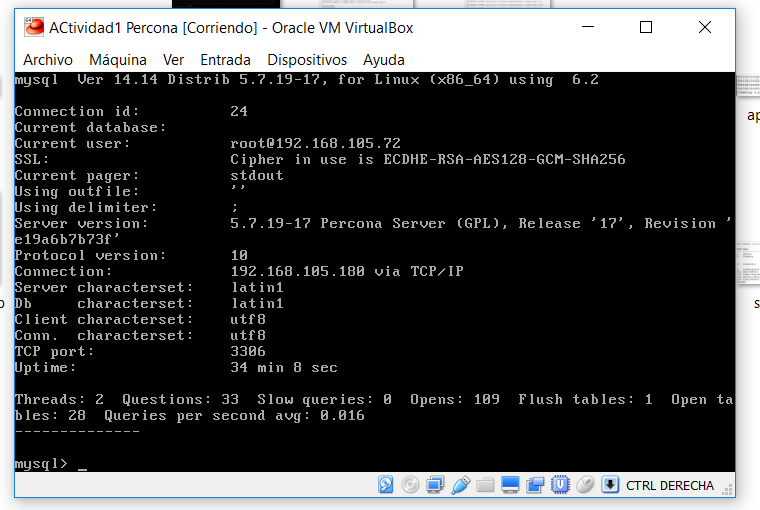 ACtividad1 Percona [Corriendo] - Oracle VM VirtualBox
Archivo Máquina Ver Entrada Dispositivos Ayuda
mysql  Ver 14.14 Distrib 5.7.19-17, for Linux (x86_64) using  6.2
Connection id: 24
Current database:
Current user: root@192.168.105.72
SSL: Cipher in use is ECDHE-RSA-AES128-GCM-SHA256
Current pager: stdout
Using outfile: ''
Using delimiter: ;
Server version: 5.7.19-17 Percona Server (GPL), Release '17', Revision '
e19a6b7b73f'
Protocol version: 10
Connection: 192.168.105.180 via TCP/IP
Server characterset: latin1
Db     characterset: latin1
Client characterset: utf8
Conn.  characterset: utf8
TCP port: 3306
Uptime: 34 min 8 sec
Threads: 2  Questions: 33  Slow queries: 0  Opens: 109  Flush tables: 1  Open ta
bles: 28  Queries per second avg: 0.016
--------------
mysql> _
CTRL DERECHA